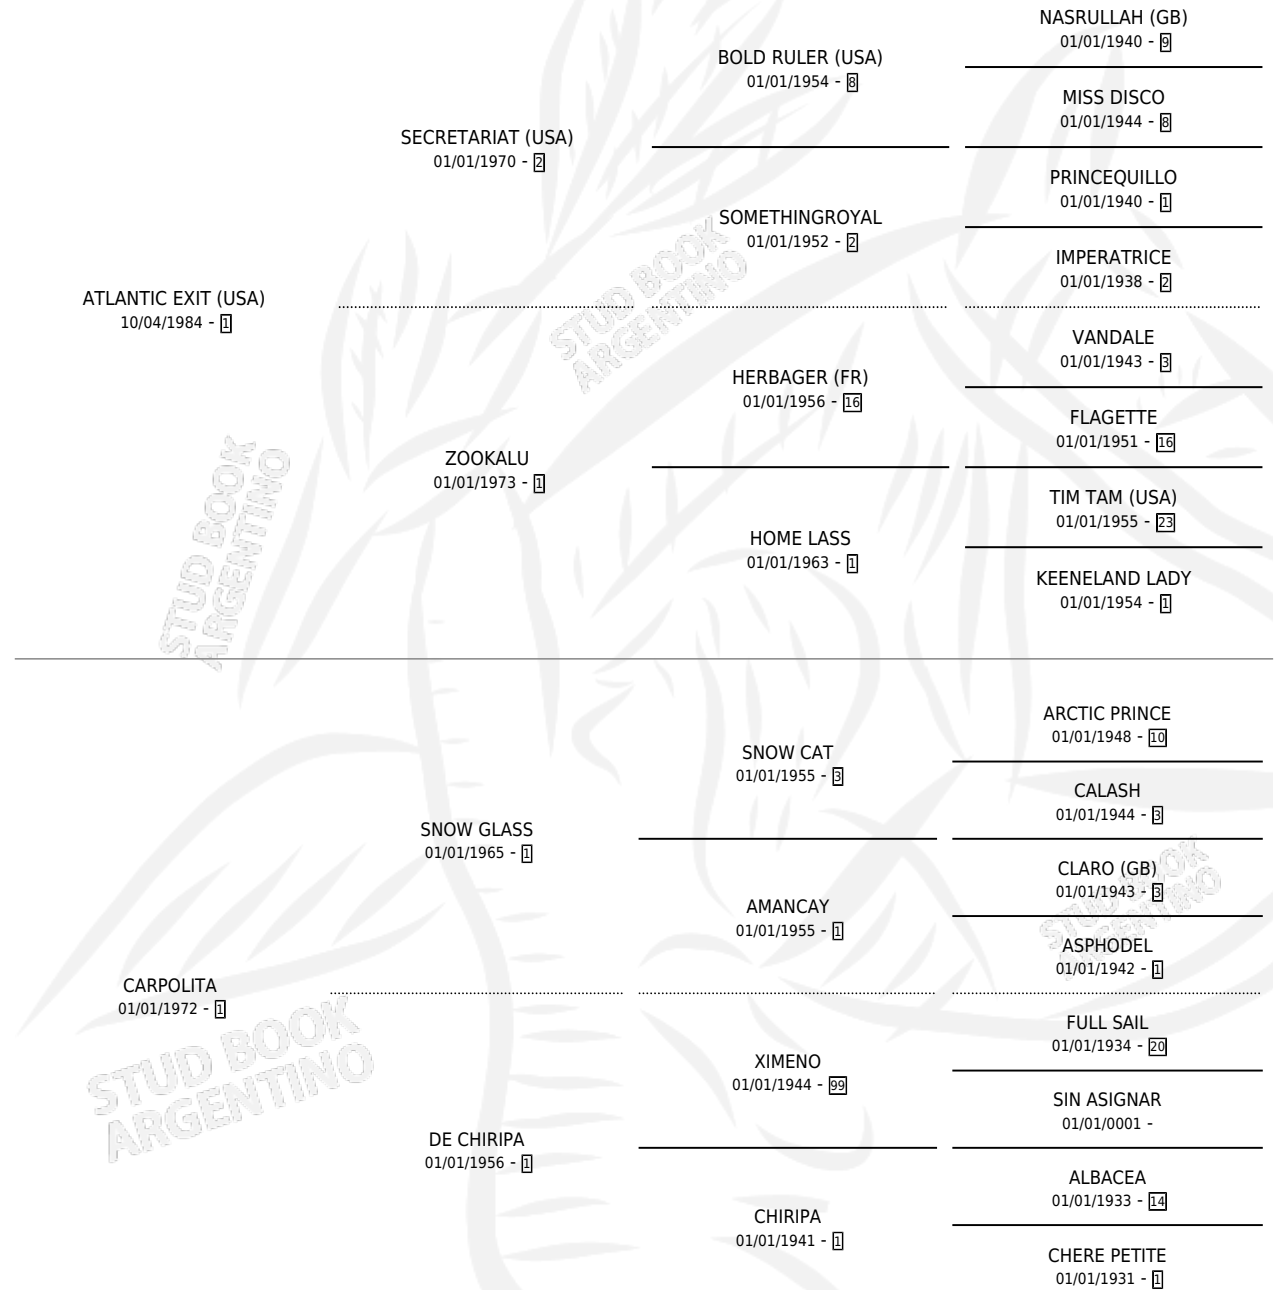 NASRULLAH (GB)
01/01/1940 - 9
BOLD RULER (USA)
01/01/1954 - 8
MISS DISCO
01/01/1944 - 8
SECRETARIAT (USA)
01/01/1970 - 2
PRINCEQUILLO
01/01/1940 - 1
SOMETHINGROYAL
01/01/1952 - 2
IMPERATRICE
01/01/1938 - 2
ATLANTIC EXIT (USA)
10/04/1984 - 1
VANDALE
01/01/1943 - 3
HERBAGER (FR)
01/01/1956 - 16
FLAGETTE
01/01/1951 - 16
ZOOKALU
01/01/1973 - 1
TIM TAM (USA)
01/01/1955 - 23
HOME LASS
01/01/1963 - 1
KEENELAND LADY
01/01/1954 - 1
ARCTIC PRINCE
01/01/1948 - 10
SNOW CAT
01/01/1955 - 3
CALASH
01/01/1944 - 3
SNOW GLASS
01/01/1965 - 1
CLARO (GB)
01/01/1943 - 3
AMANCAY
01/01/1955 - 1
ASPHODEL
01/01/1942 - 1
CARPOLITA
01/01/1972 - 1
FULL SAIL
01/01/1934 - 20
XIMENO
01/01/1944 - 99
SIN ASIGNAR
01/01/0001 -
DE CHIRIPA
01/01/1956 - 1
ALBACEA
01/01/1933 - 14
CHIRIPA
01/01/1941 - 1
CHERE PETITE
01/01/1931 - 1
STUD BOOK
ARGENTINO
STUD BOOK
ARGENTINO
STUD BOOK
ARGENTINO
STUD BOOK
ARGENTINO